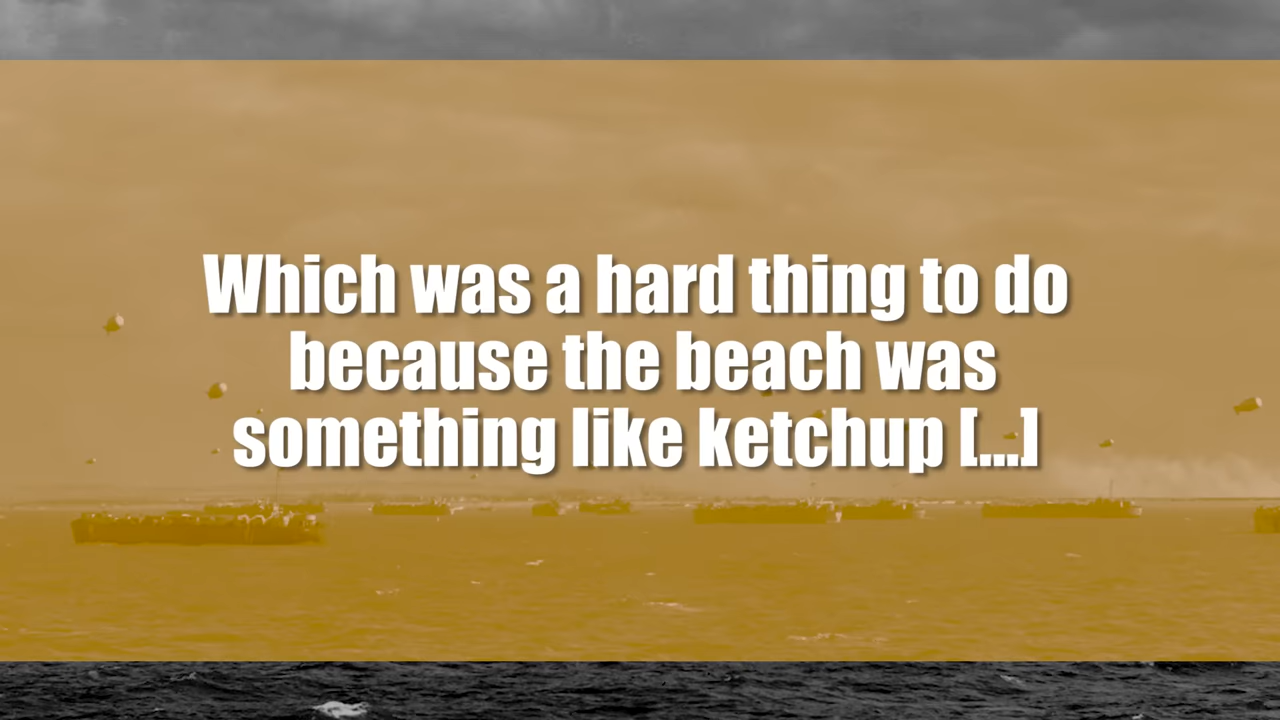 Which was a hard thing to do
because the beach was
something like ketchup [...]